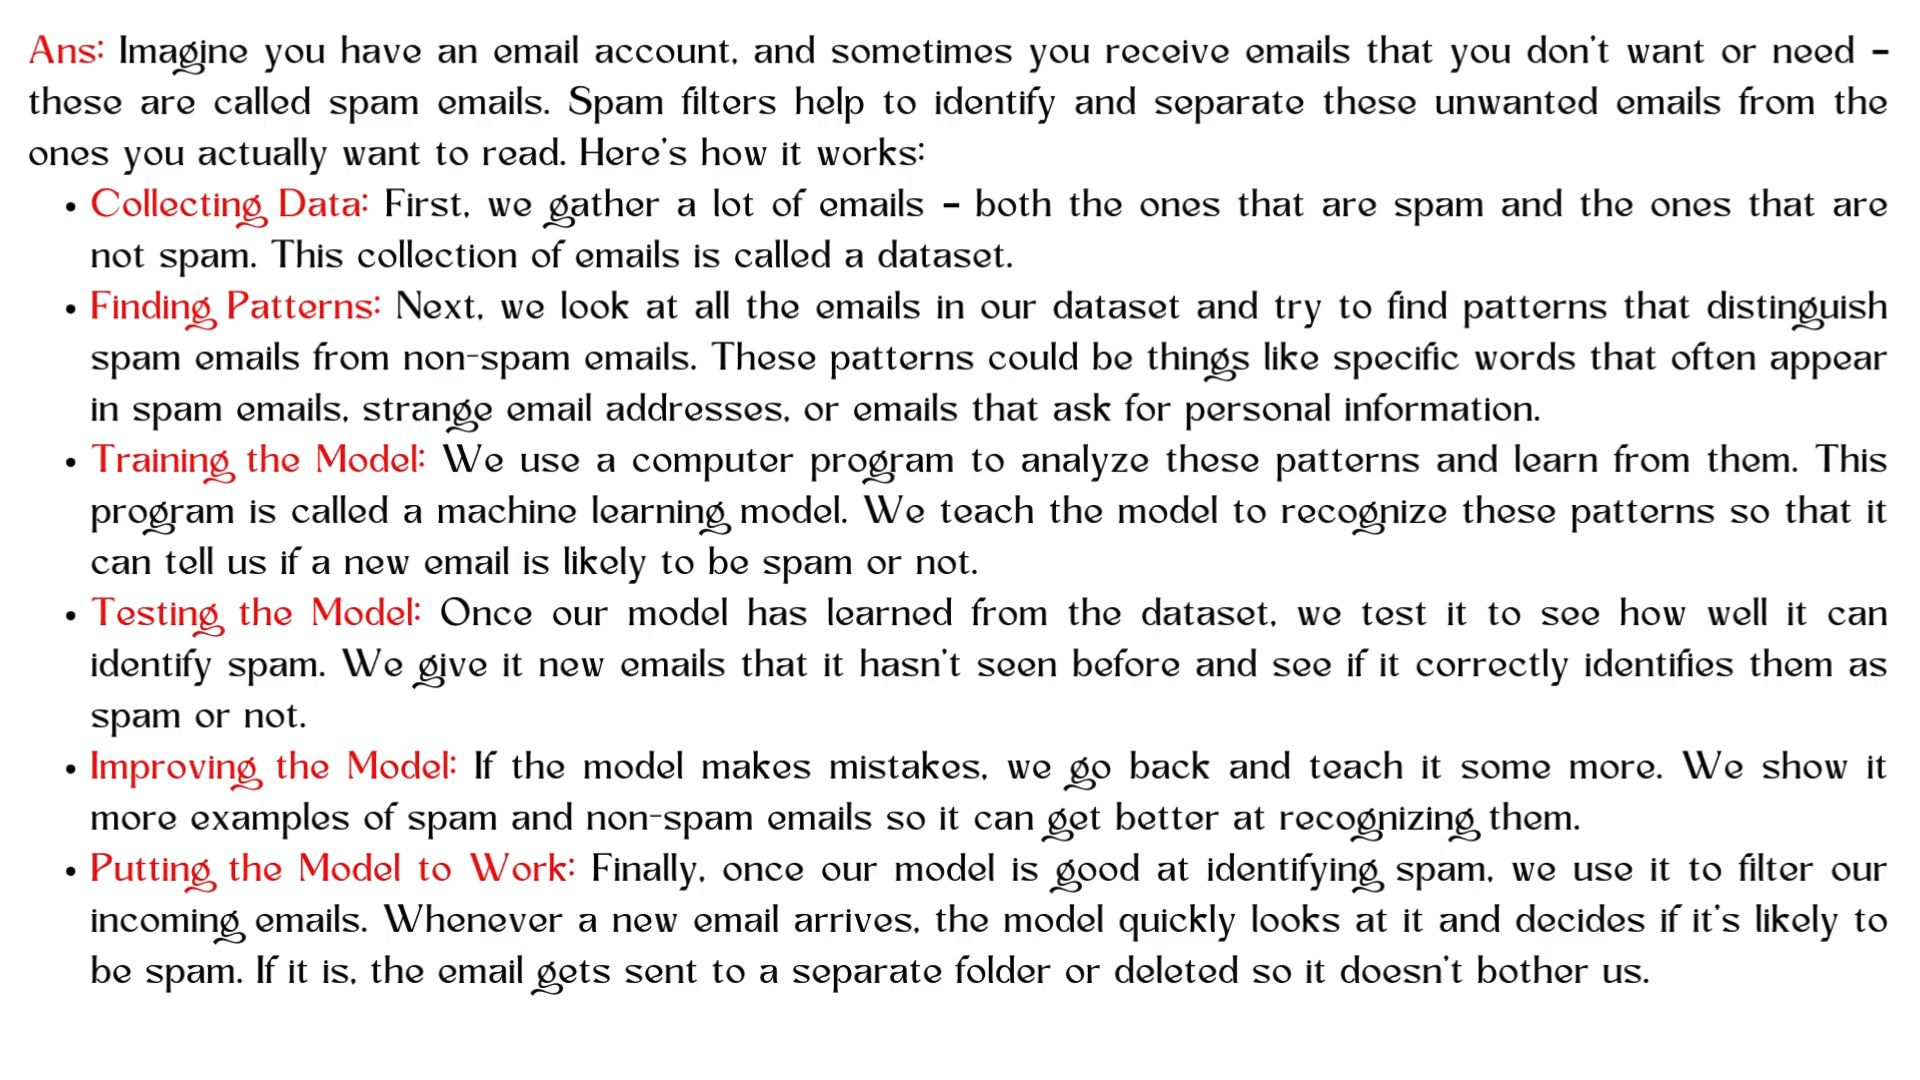 Ans: Imagine you have an email account, and sometimes you receive emails that you don't want or need –
these are called spam emails. Spam filters help to identify and separate these unwanted emails from the
ones you actually want to read. Here's how it works:
• Collecting Data: First, we gather a lot of emails – both the ones that are spam and the ones that are
not spam. This collection of emails is called a dataset.
• Finding Patterns: Next, we look at all the emails in our dataset and try to find patterns that distinguish
spam emails from non-spam emails. These patterns could be things like specific words that often appear
in spam emails, strange email addresses, or emails that ask for personal information.
• Training the Model: We use a computer program to analyze these patterns and learn from them. This
program is called a machine learning model. We teach the model to recognize these patterns so that it
can tell us if a new email is likely to be spam or not.
• Testing the Model: Once our model has learned from the dataset, we test it to see how well it can
identify spam. We give it new emails that it hasn't seen before and see if it correctly identifies them as
spam or not.
• Improving the Model: If the model makes mistakes, we go back and teach it some more. We show it
more examples of spam and non-spam emails so it can get better at recognizing them.
• Putting the Model to Work: Finally, once our model is good at identifying spam, we use it to filter our
incoming emails. Whenever a new email arrives, the model quickly looks at it and decides if it's likely to
be spam. If it is, the email gets sent to a separate folder or deleted so it doesn't bother us.